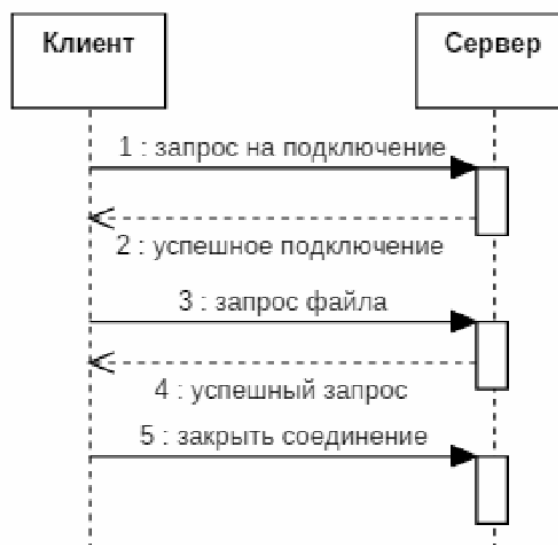 Клиент
Сервер
1 : запрос на подключение
2 : успешное подключение
3 : запрос файла
4 : успешный запрос
5 : закрыть соединение